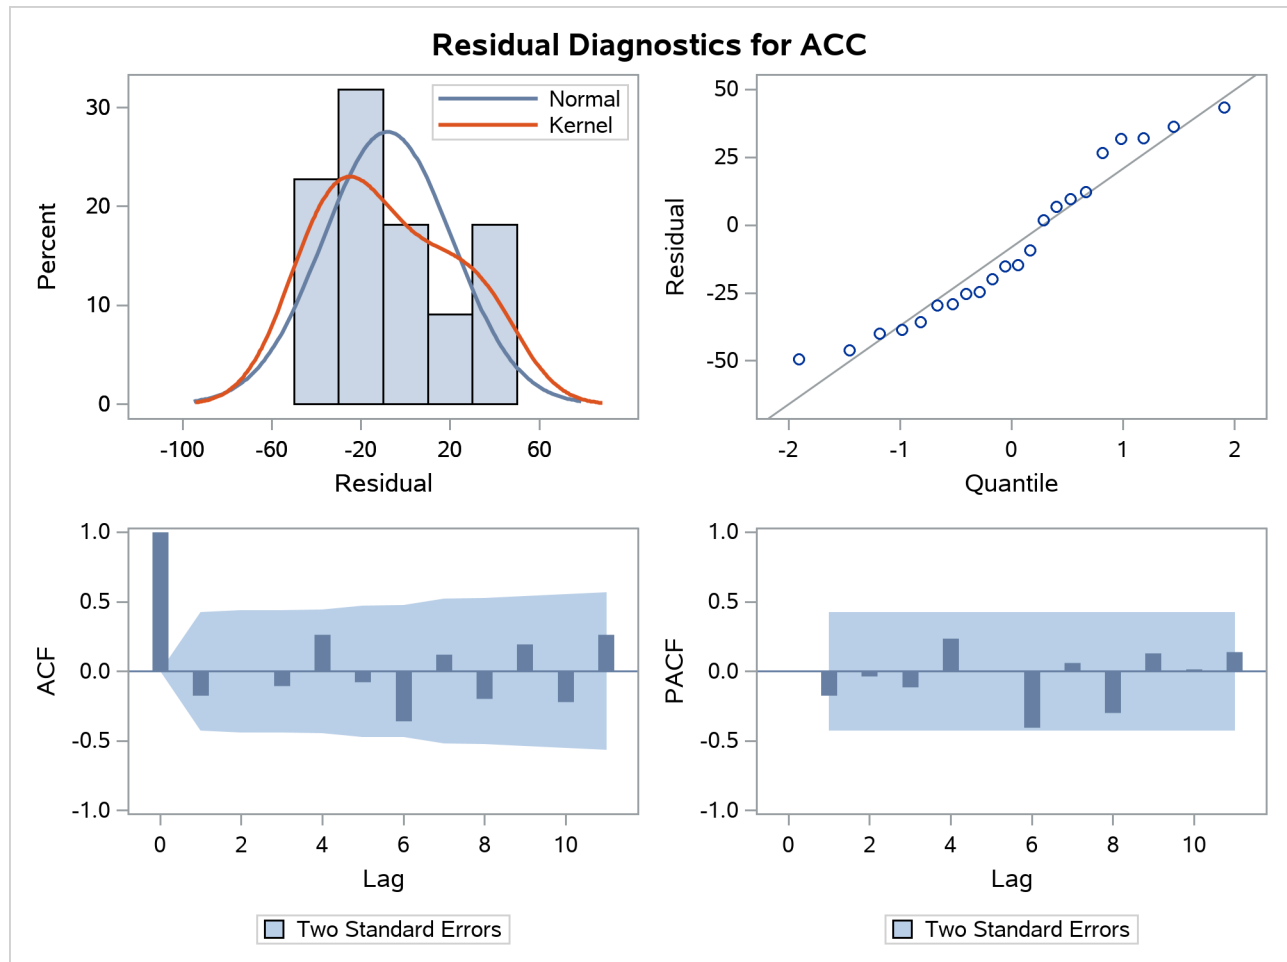 Residual Diagnostics for ACC
Percent
30
20
10
0
Normal
Kernel
-100 -60 -20 20 60
Residual
Residual
50
25
0
-25
-50
-2 -1 0 1 2
Quantile
ACF
1.0
0.5
0.0
-0.5
-1.0
0 2 4 6 8 10
Lag
Two Standard Errors
PACF
1.0
0.5
0.0
-0.5
-1.0
0 2 4 6 8 10
Lag
Two Standard Errors